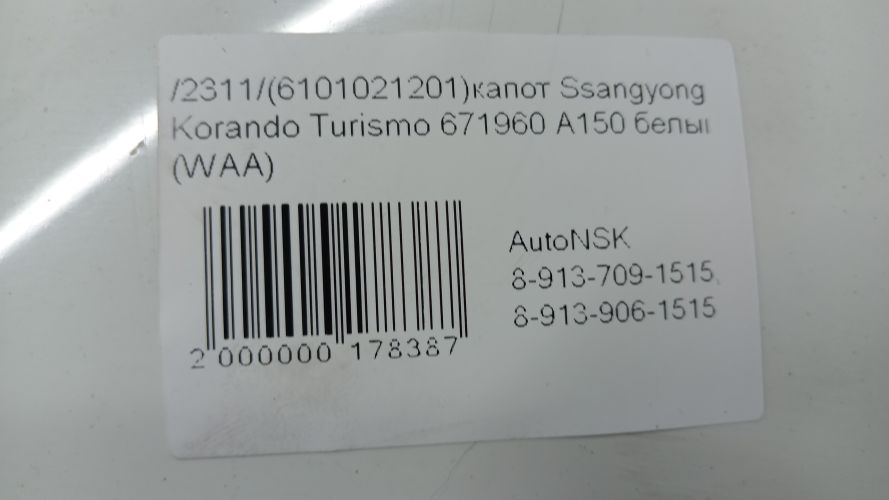 /2311/(6101021201)капот Ssangyong
Korando Turismo 671960 A150 белы
(WAA)
AutoNSK
8-913-709-1515,
8-913-906-1515
2 000000 178387